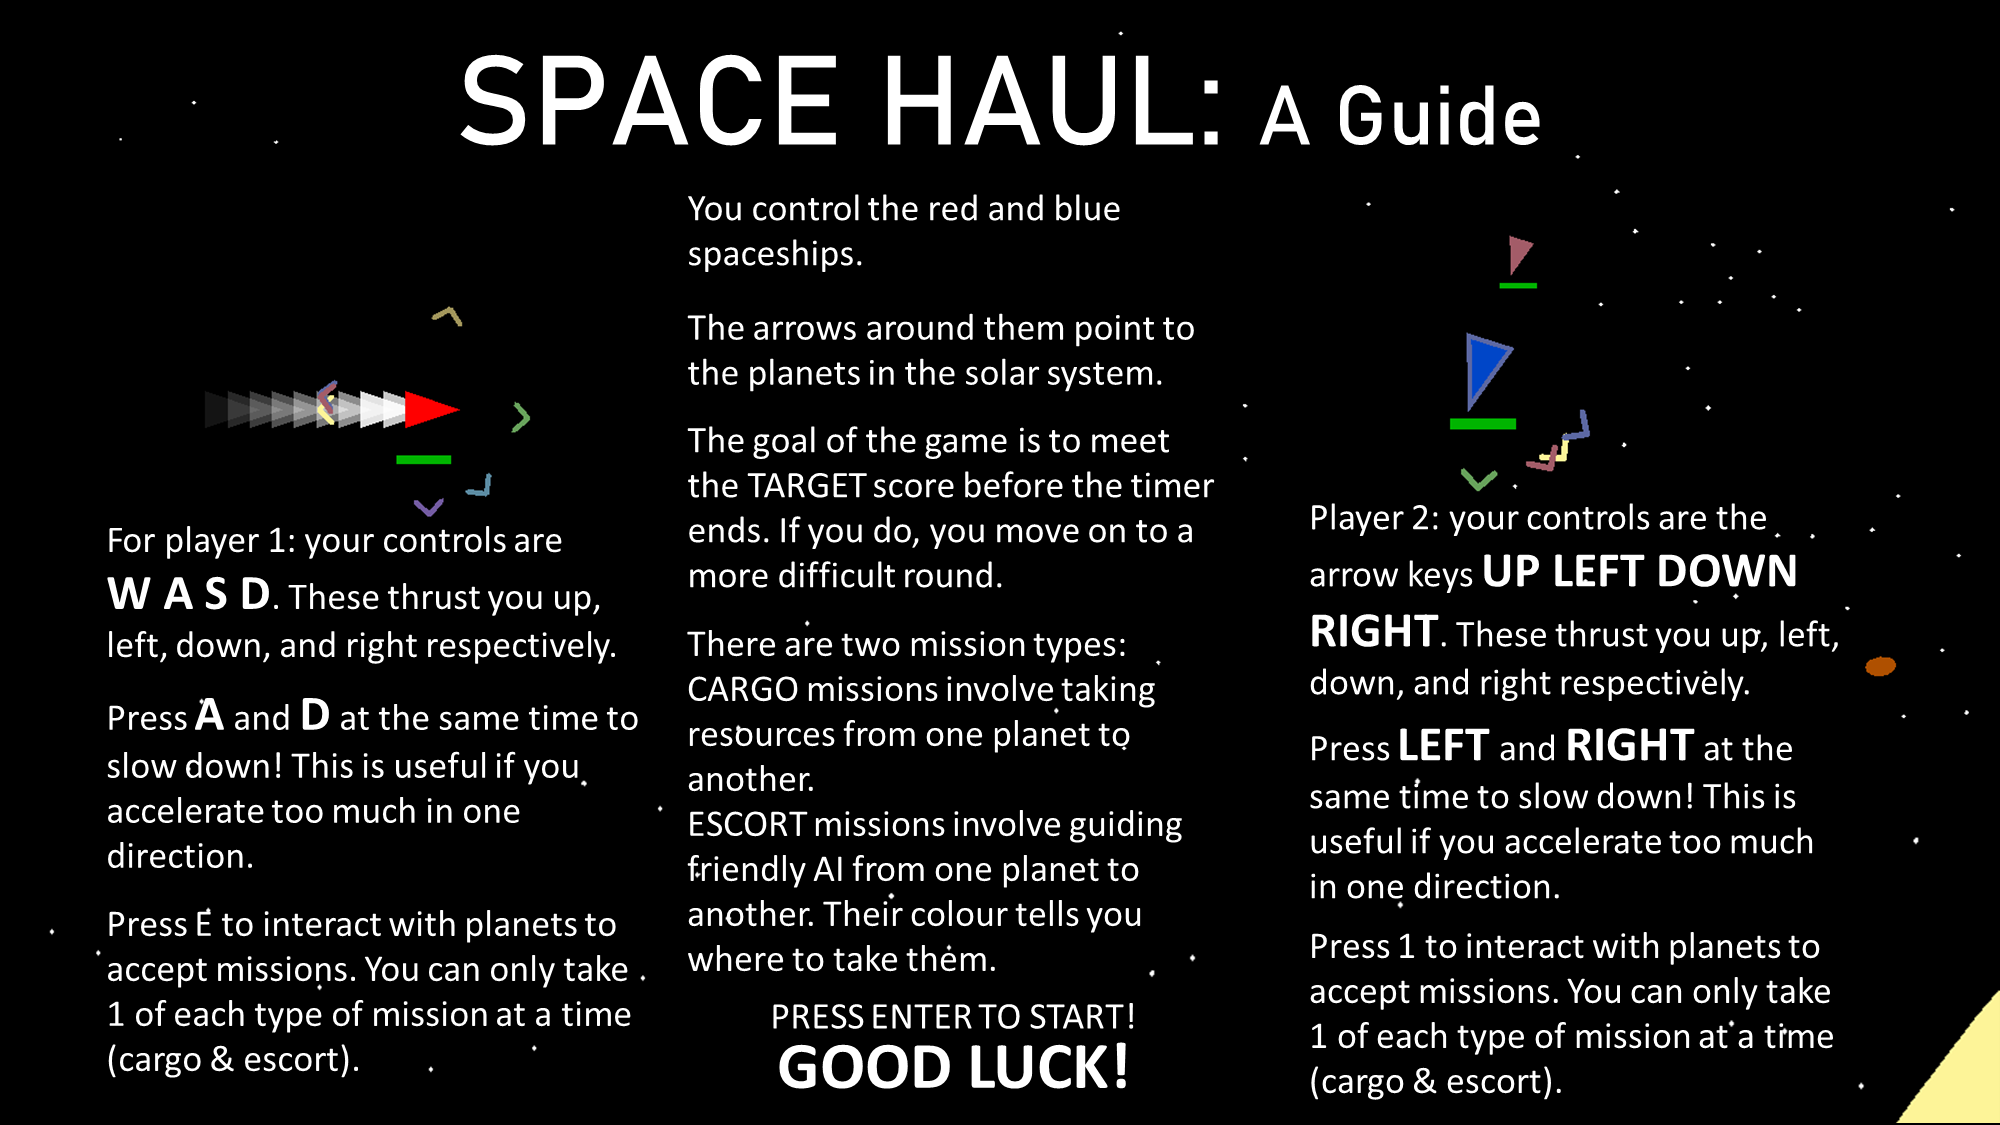 SPACE HAUL: A Guide
You control the red and blue
spaceships.
The arrows around them point to
the planets in the solar system.
The goal of the game is to meet
the TARGET score before the timer
ends. If you do, you move on to a
more difficult round.
There are two mission types:
CARGO missions involve taking
resources from one planet to
another.
ESCORT missions involve guiding
friendly AI from one planet to
another. Their colour tells you
where to take them.
PRESS ENTER TO START!
GOOD LUCK!
For player 1: your controls are
W A S D. These thrust you up,
left, down, and right respectively.
Press A and D at the same time to
slow down! This is useful if you
accelerate too much in one
direction.
Press E to interact with planets to
accept missions. You can only take
1 of each type of mission at a time
(cargo & escort).
Player 2: your controls are the
arrow keys UP LEFT DOWN
RIGHT. These thrust you up, left,
down, and right respectively.
Press LEFT and RIGHT at the
same time to slow down! This is
useful if you accelerate too much
in one direction.
Press 1 to interact with planets to
accept missions. You can only take
1 of each type of mission at a time
(cargo & escort).